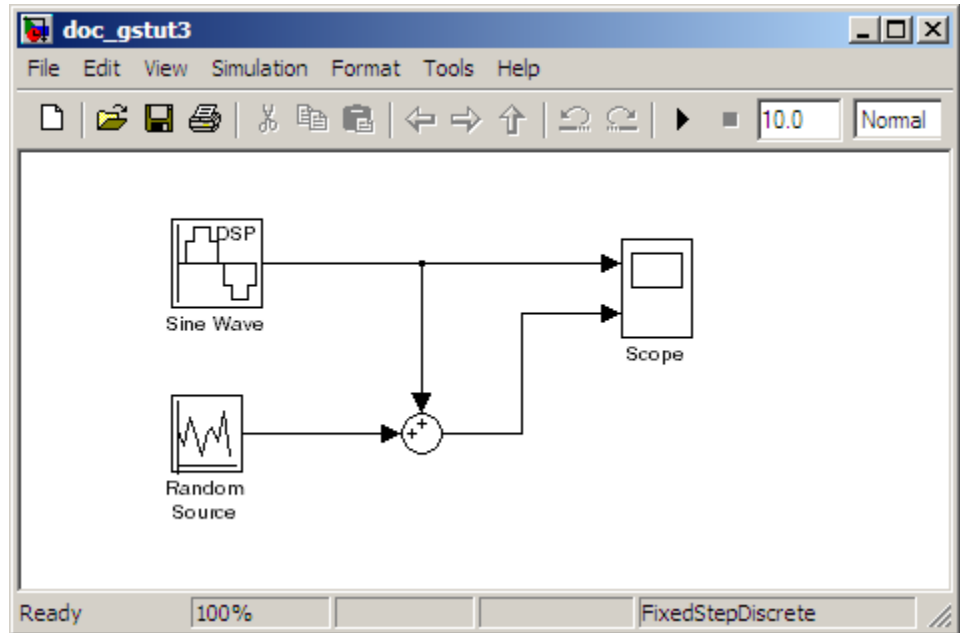 doc_gstut3
File Edit View Simulation Format Tools Help
10.0 Normal
DSP
Sine Wave
Scope
+
+
Random
Source
Ready 100% FixedStepDiscrete